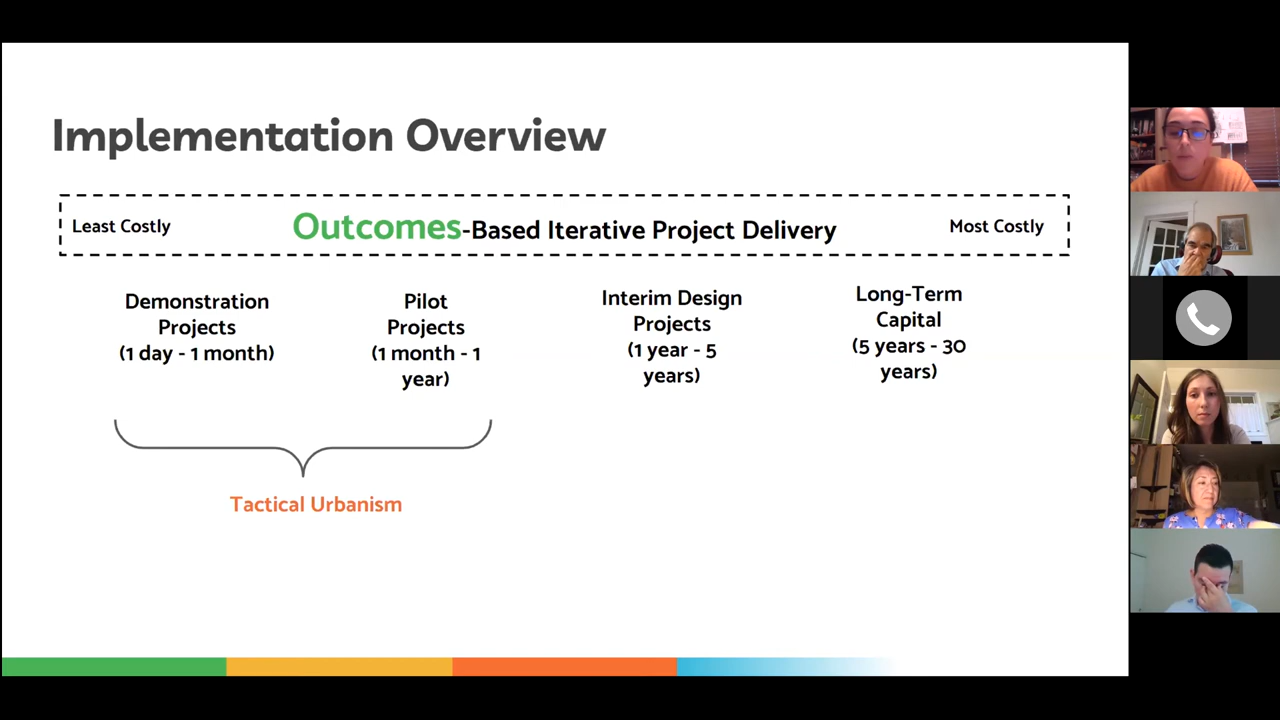 Implementation Overview
Least Costly
Outcomes-Based Iterative Project Delivery
Most Costly
Demonstration
Projects
(1 day - 1 month)
Pilot
Projects
(1 month - 1
year)
Interim Design
Projects
(1 year - 5
years)
Long-Term
Capital
(5 years - 30
years)
Tactical Urbanism